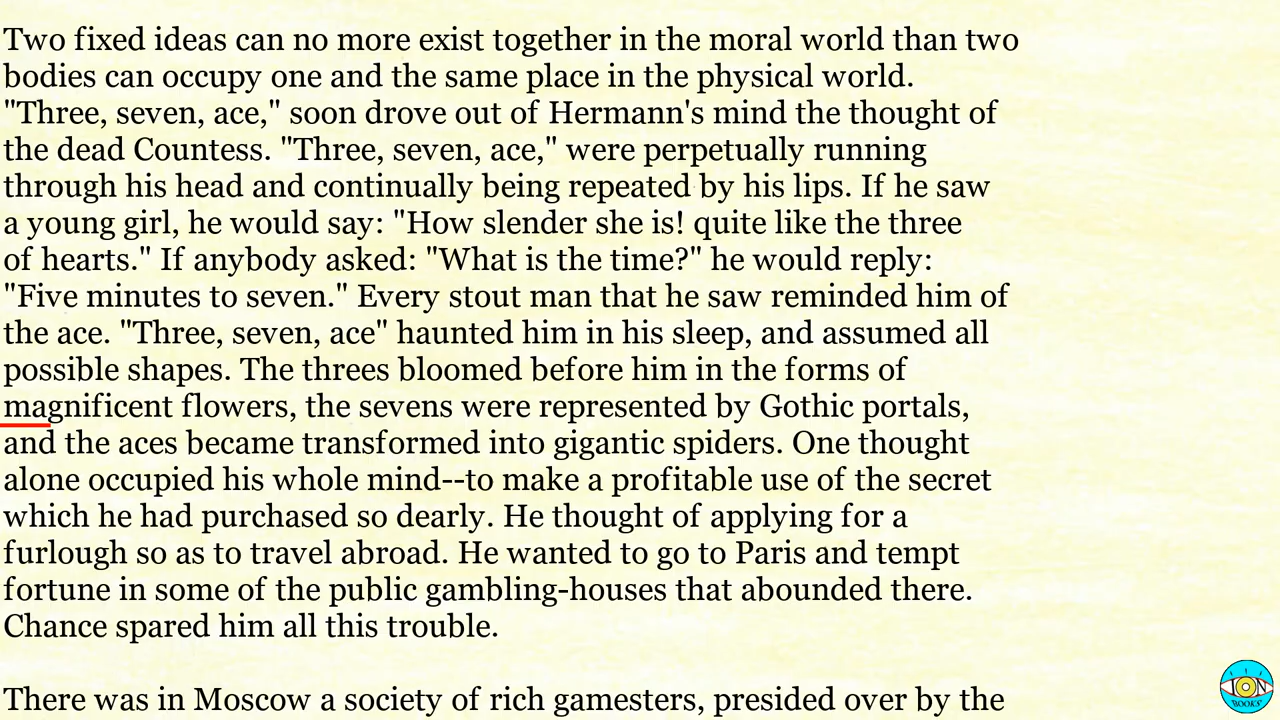 Two fixed ideas can no more exist together in the moral world than two
bodies can occupy one and the same place in the physical world.
"Three, seven, ace," soon drove out of Hermann's mind the thought of
the dead Countess. "Three, seven, ace," were perpetually running
through his head and continually being repeated by his lips. If he saw
a young girl, he would say: "How slender she is! quite like the three
of hearts." If anybody asked: "What is the time?" he would reply:
"Five minutes to seven." Every stout man that he saw reminded him of
the ace. "Three, seven, ace" haunted him in his sleep, and assumed all
possible shapes. The threes bloomed before him in the forms of
magnificent flowers, the sevens were represented by Gothic portals,
and the aces became transformed into gigantic spiders. One thought
alone occupied his whole mind--to make a profitable use of the secret
which he had purchased so dearly. He thought of applying for a
furlough so as to travel abroad. He wanted to go to Paris and tempt
fortune in some of the public gambling-houses that abounded there.
Chance spared him all this trouble.
There was in Moscow a society of rich gamesters, presided over by the
ION
BOOKS